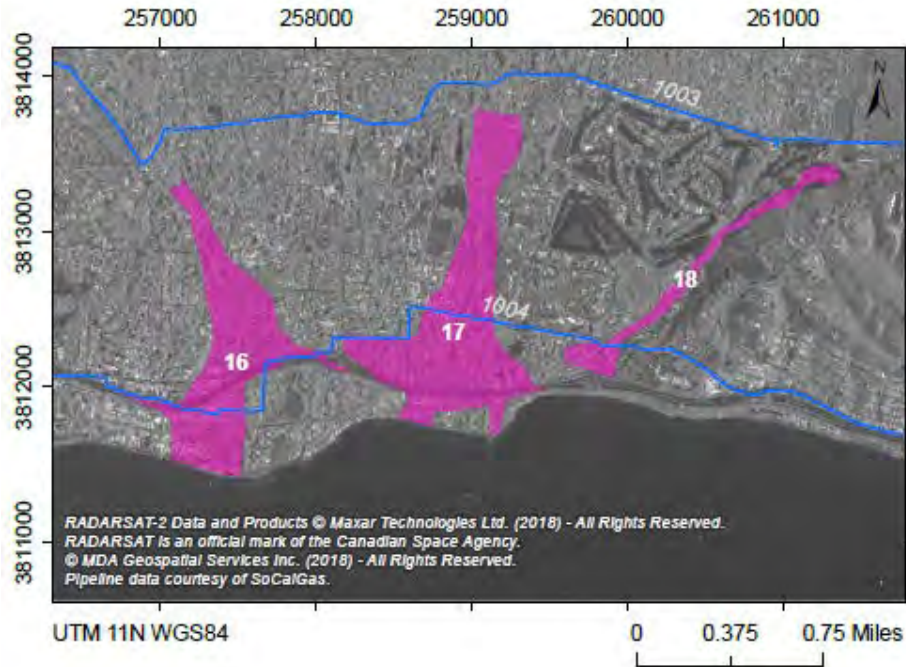 257000 258000 259000 260000 261000
3814000
3813000
3812000
3811000
N
1003
18
1004
17
16
RADARSAT-2 Data and Products © Maxar Technologies Ltd. (2018) - All Rights Reserved.
RADARSAT is an official mark of the Canadian Space Agency.
© MDA Geospatial Services Inc. (2018) - All Rights Reserved.
Pipeline data courtesy of SoCalGas.
UTM 11N WGS84
0 0.375 0.75 Miles